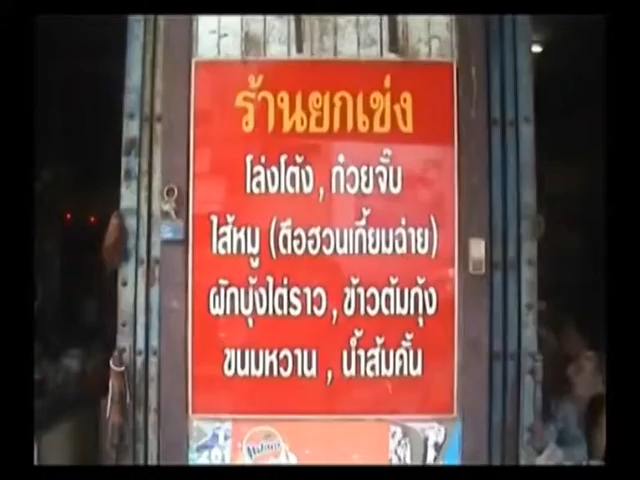 ร้านยกเข่ง
โล่งโต้ง , ก๋วยจั๊บ
ไส้หมู (ตือฮวนเกี้ยมฉ่าย)
ผักบุ้งไต่ราว , ข้าวต้มกุ้ง
ขนมหวาน , น้ำส้มคั้น